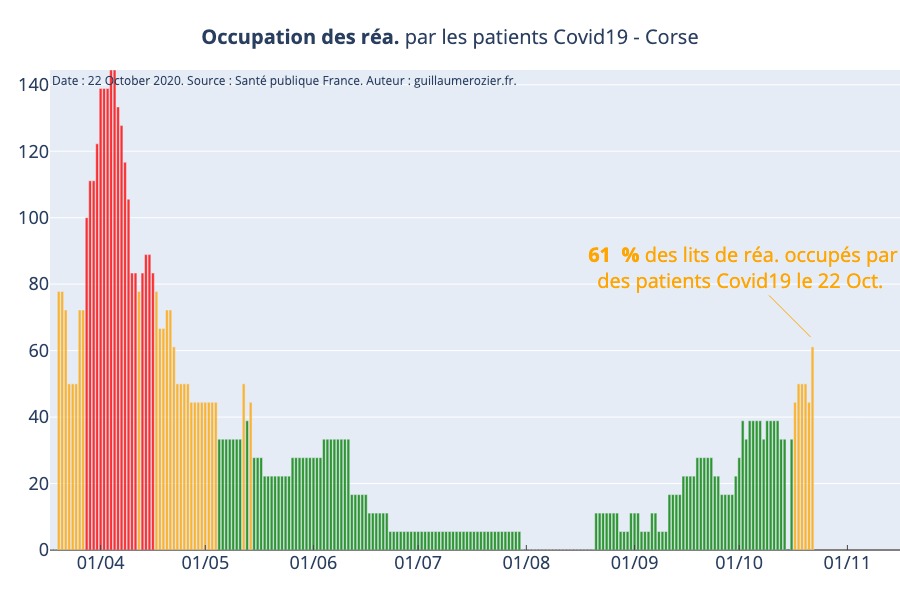 Occupation des réa. par les patients Covid19 - Corse
Date : 22 October 2020. Source : Santé publique France. Auteur : guillaumerozier.fr.
140
120
100
80
60
40
20
0
61 % des lits de réa. occupés par
des patients Covid19 le 22 Oct.
01/04 01/05 01/06 01/07 01/08 01/09 01/10 01/11